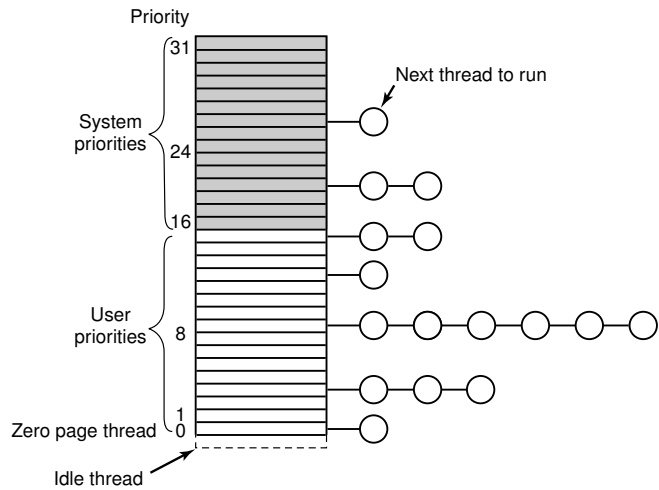 Priority
31
Next thread to run
System
priorities
24
16
User
priorities
8
1
Zero page thread 0
Idle thread